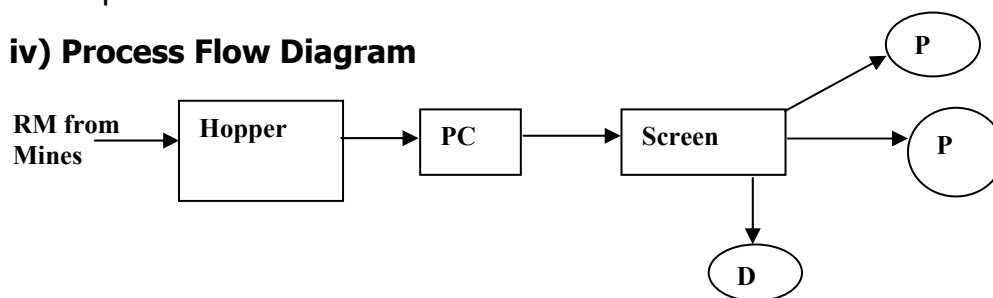 iv) Process Flow Diagram
P
RM from
Mines
Hopper
PC
Screen
P
D